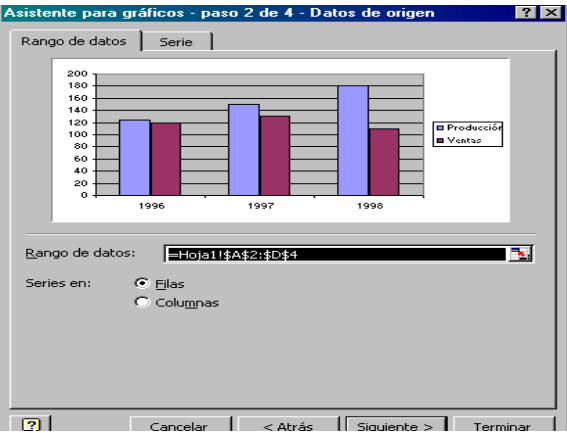 Asistente para gráficos - paso 2 de 4 - Datos de origen
Rango de datos
Serie
200
180
160
140
120
100
80
60
40
20
0
1996
1997
1998
Producción
Ventas
Rango de datos:
=Hoja1!$A$2:$D$4
Series en:
Filas
Columnas
Cancelar
< Atrás
Siguiente >
Terminar